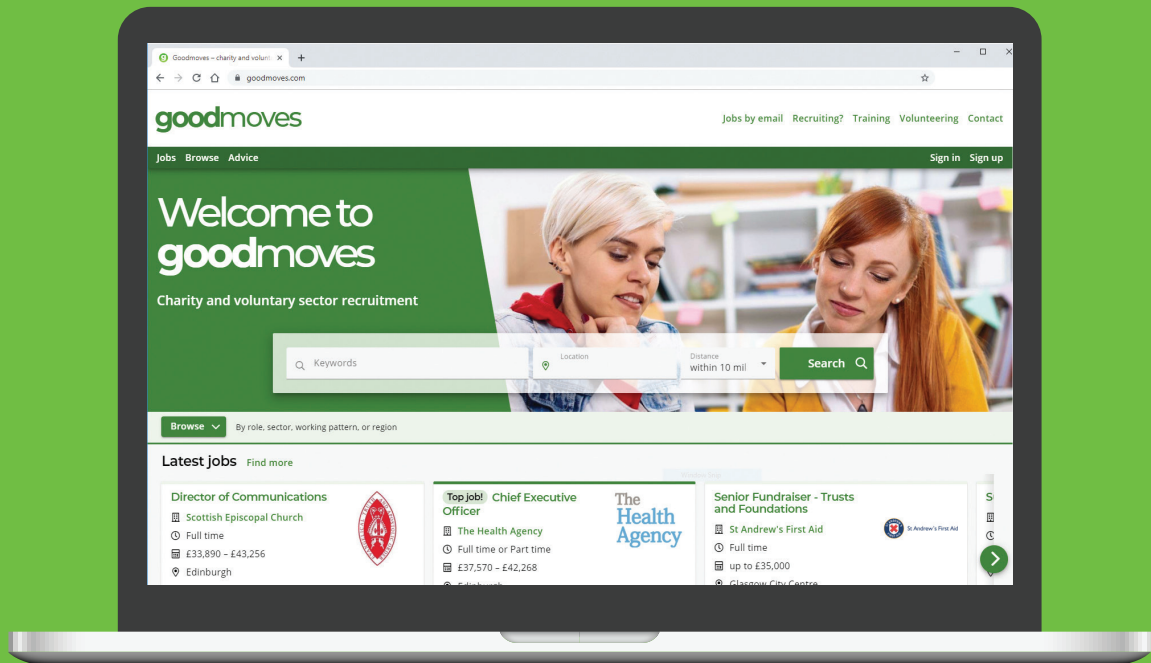 Goodmoves – charity and volunt
goodmoves.com
goodmoves
Jobs by email Recruiting? Training Volunteering Contact
Jobs Browse Advice
Sign in Sign up
Welcome to
goodmoves
Charity and voluntary sector recruitment
Keywords
Location
Distance
within 10 mil
Search
Browse
By role, sector, working pattern, or region
Latest jobs Find more
Director of Communications
Scottish Episcopal Church
Full time
£33,890 – £43,256
Edinburgh
Top job! Chief Executive
Officer
The Health Agency
Full time or Part time
£37,570 – £42,268
Edinburgh
The
Health
Agency
Senior Fundraiser - Trusts
and Foundations
St Andrew's First Aid
Full time
up to £35,000
Glasgow City Centre
St Andrew's First Aid
S